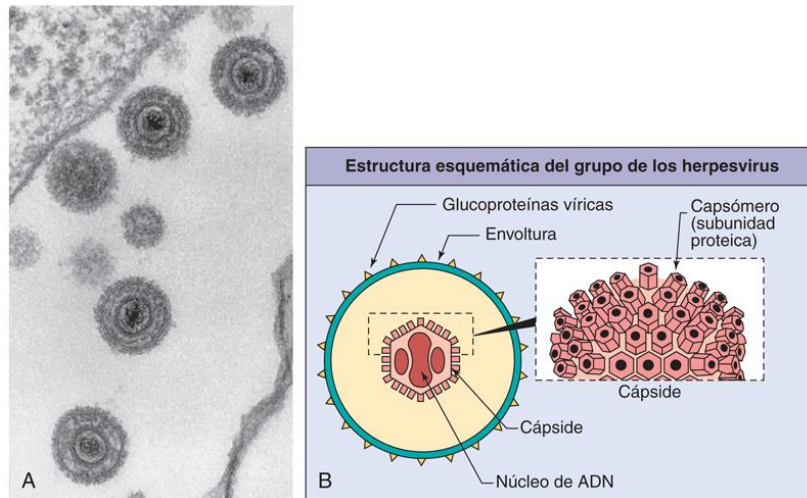 A
Estructura esquemática del grupo de los herpesvirus
Glucoproteínas víricas
Envoltura
Capsómero
(subunidad
proteica)
Cápside
Cápside
Núcleo de ADN
B